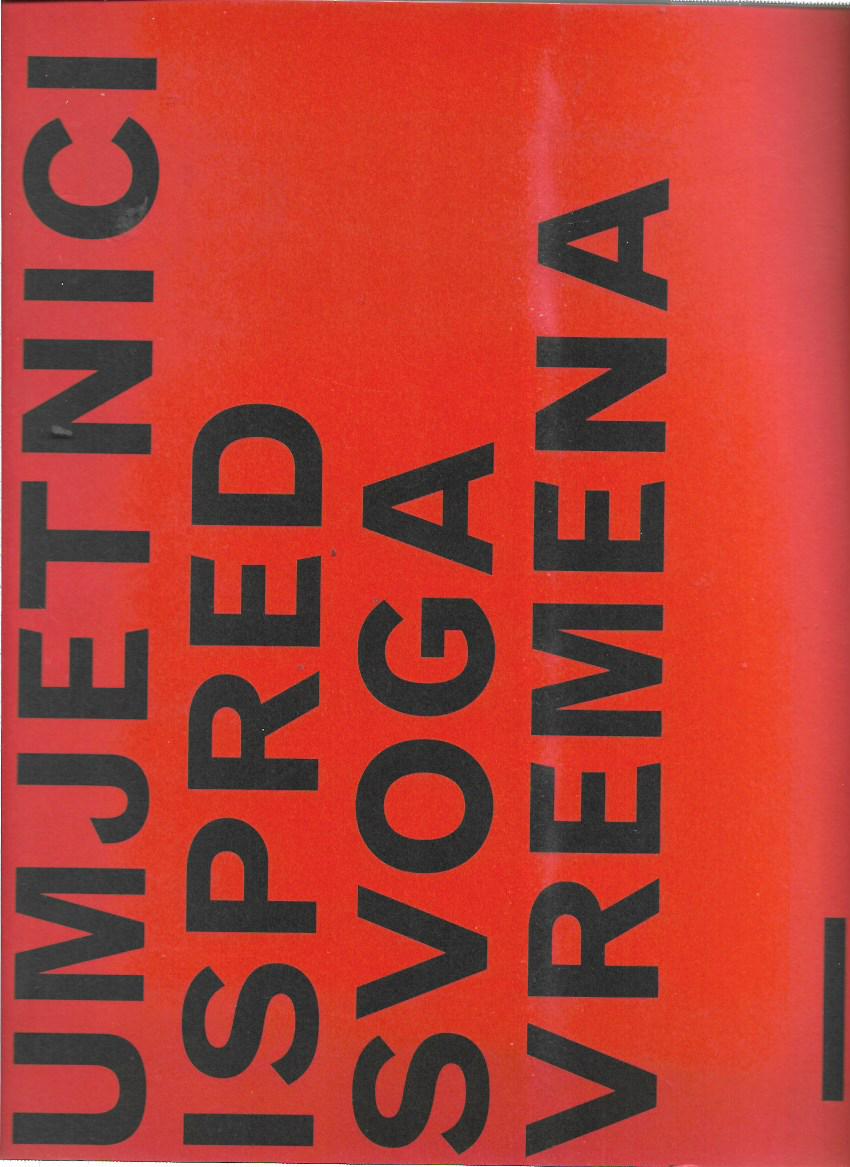 UMJETNICI
ISPRED
SVOGA
VREMENA